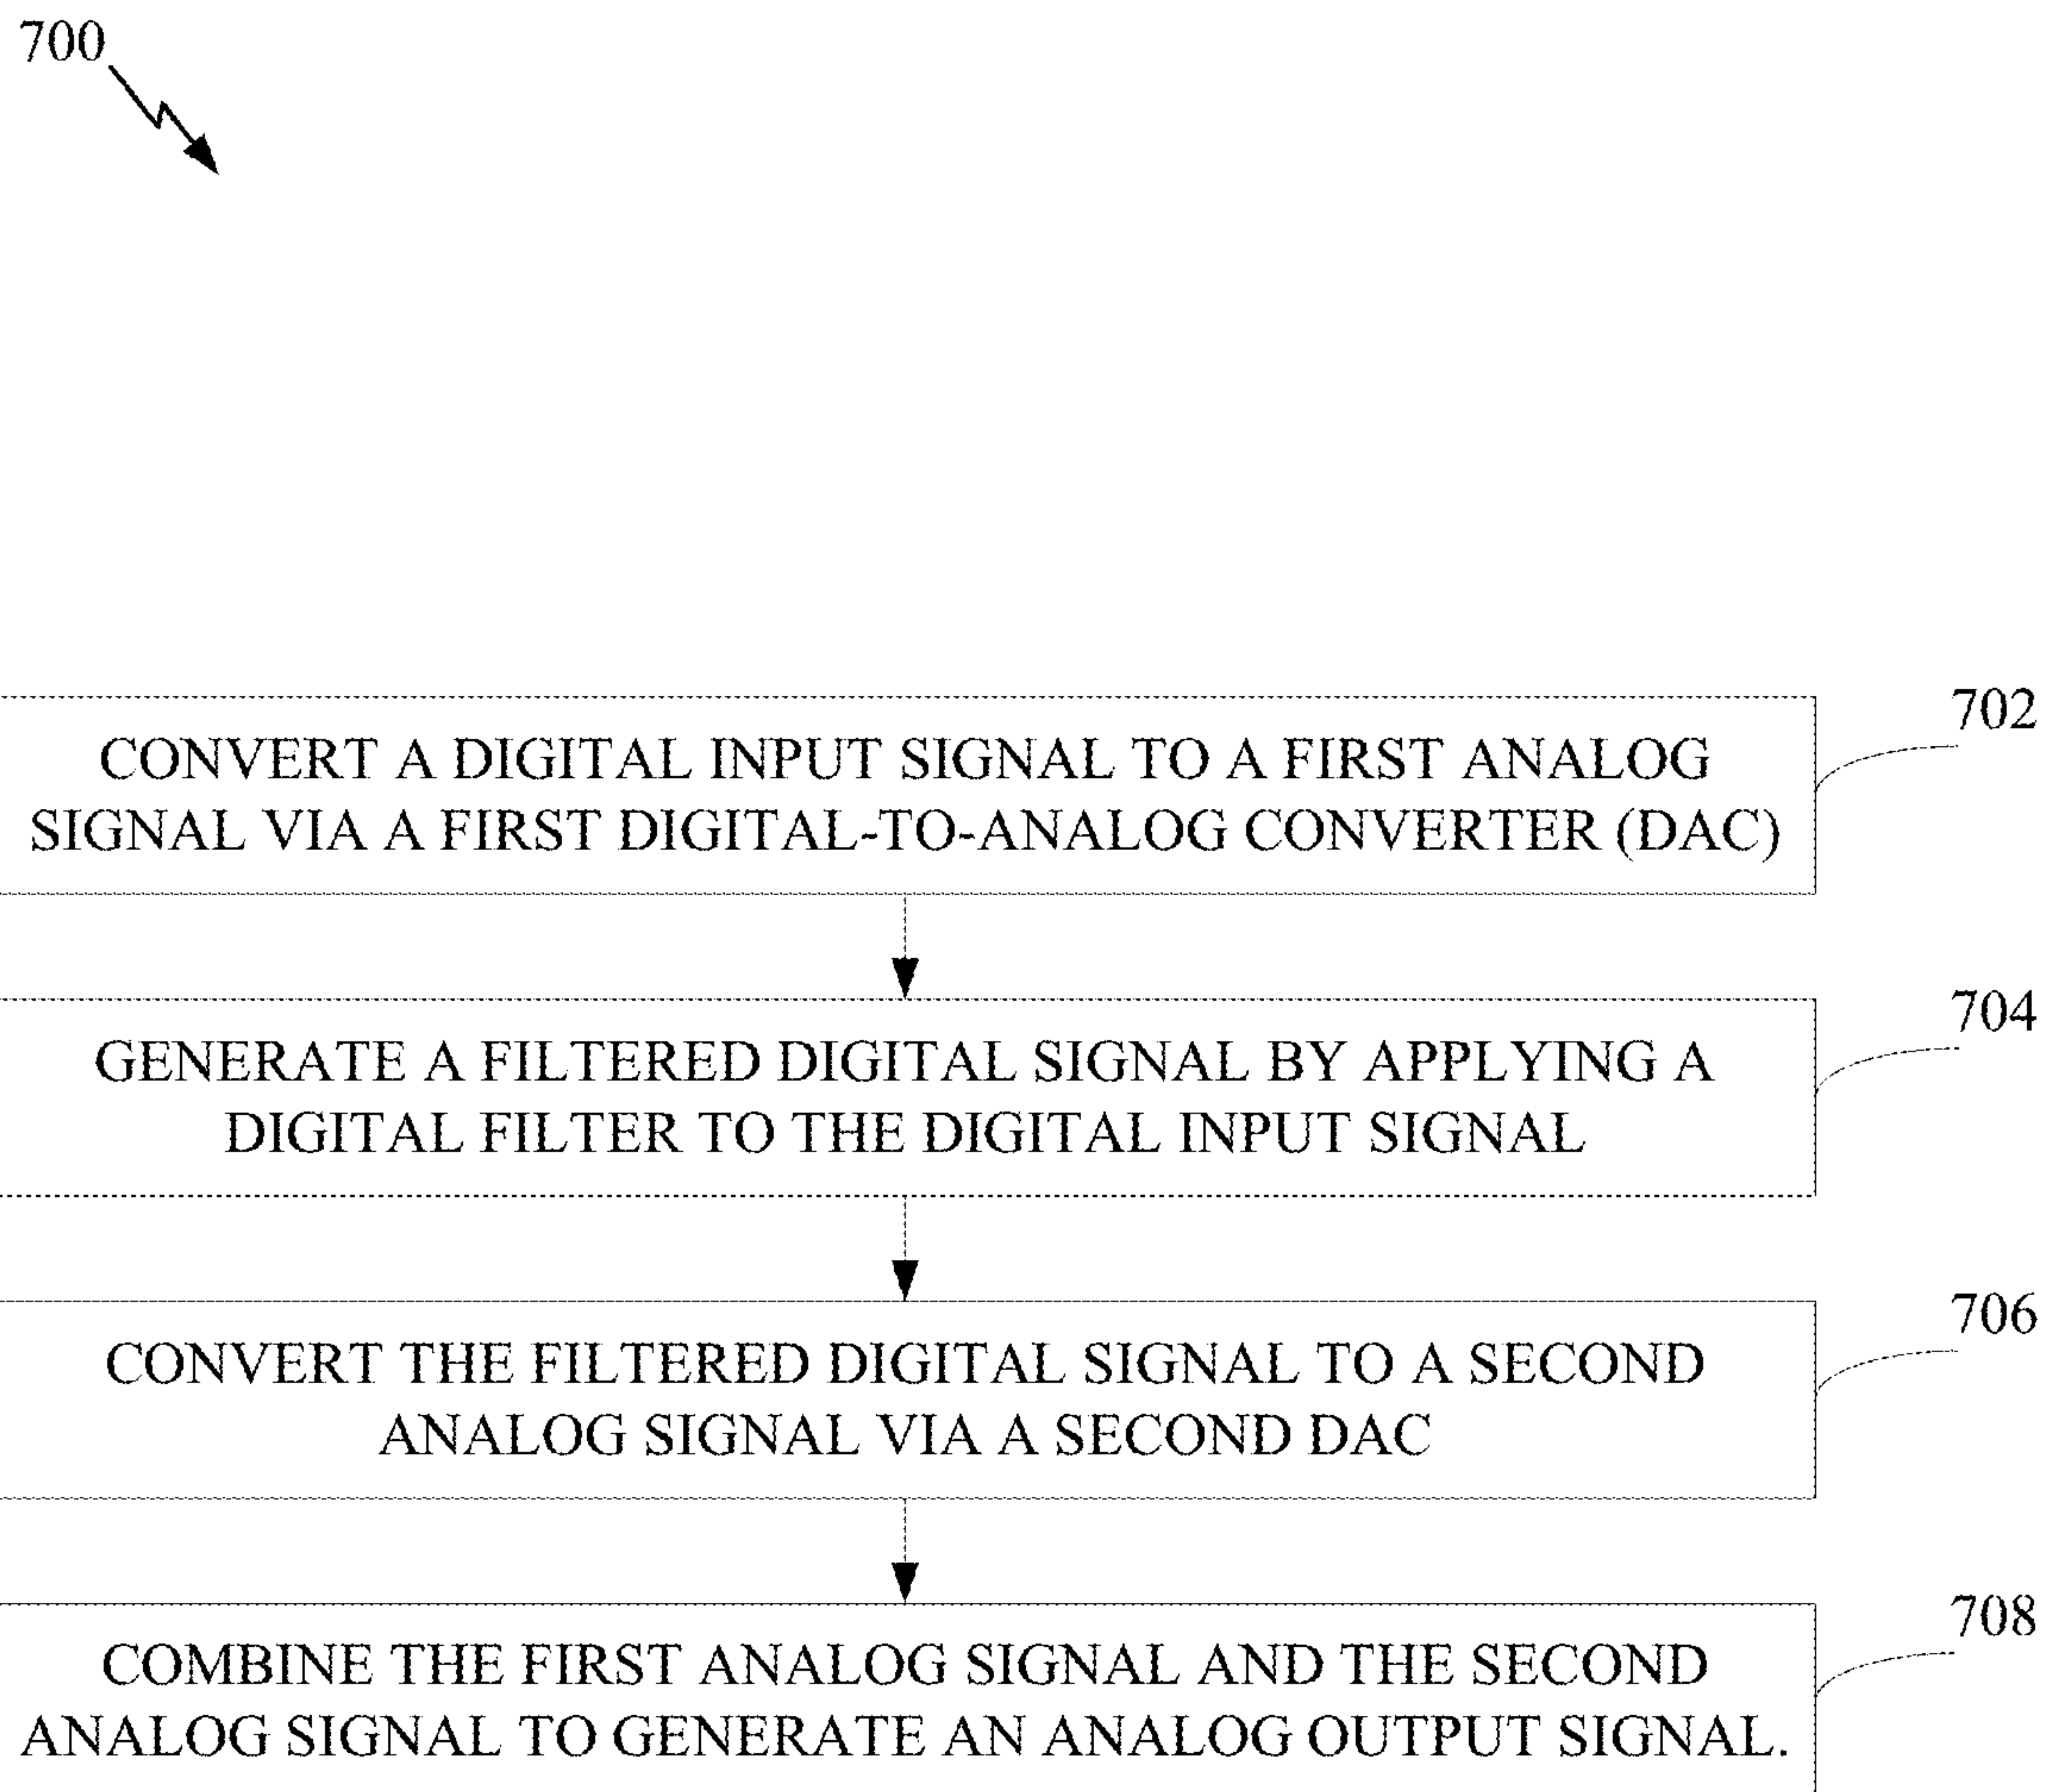 700
702
CONVERT A DIGITAL INPUT SIGNAL TO A FIRST ANALOG
SIGNAL VIA A FIRST DIGITAL-TO-ANALOG CONVERTER (DAC)
704
GENERATE A FILTERED DIGITAL SIGNAL BY APPLYING A
DIGITAL FILTER TO THE DIGITAL INPUT SIGNAL
706
CONVERT THE FILTERED DIGITAL SIGNAL TO A SECOND
ANALOG SIGNAL VIA A SECOND DAC
708
COMBINE THE FIRST ANALOG SIGNAL AND THE SECOND
ANALOG SIGNAL TO GENERATE AN ANALOG OUTPUT SIGNAL.